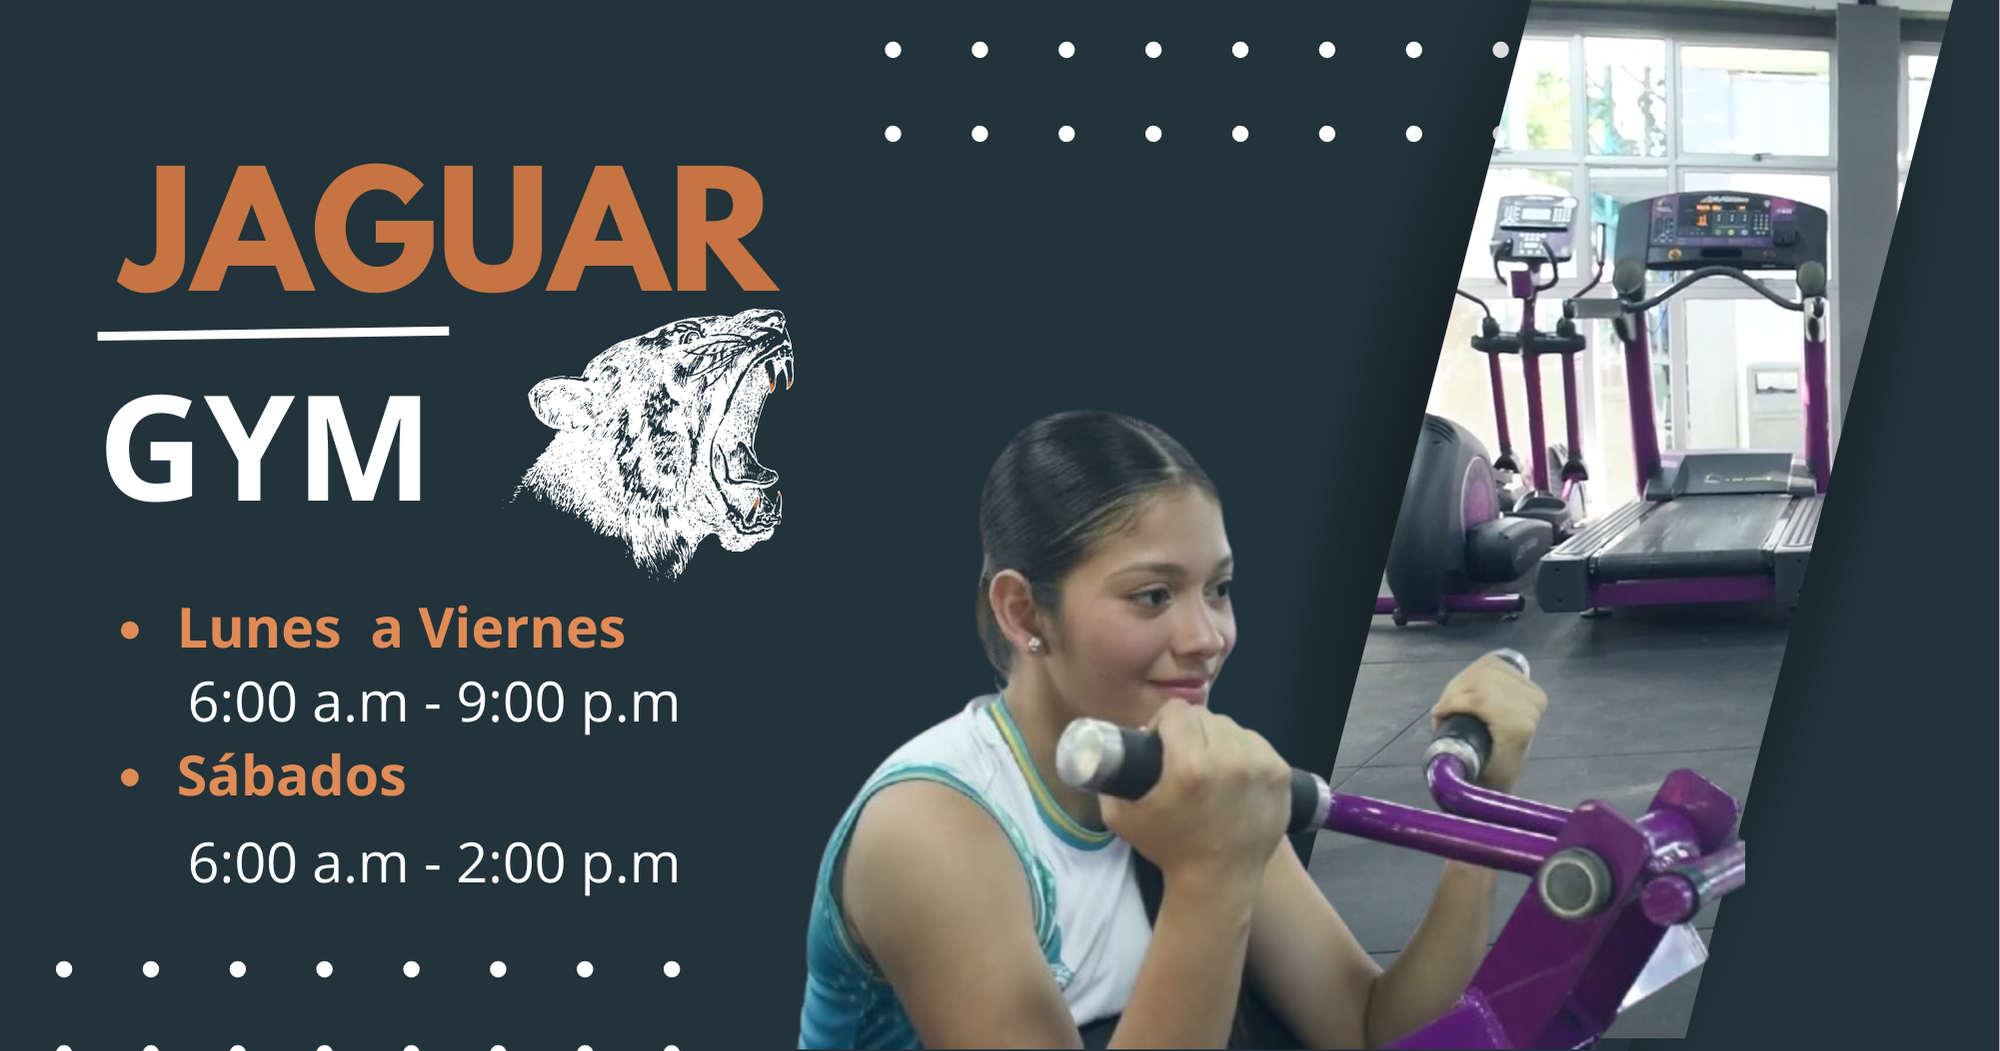 JAGUAR
GYM
• Lunes a Viernes
6:00 a.m - 9:00 p.m
• Sábados
6:00 a.m - 2:00 p.m